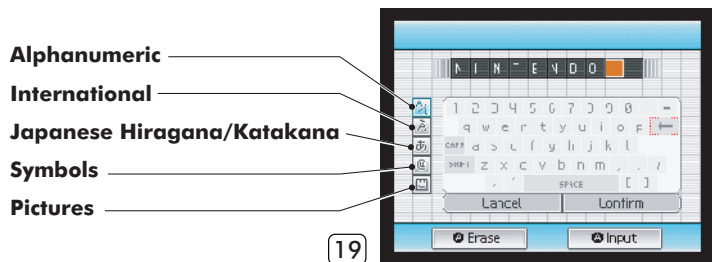 Alphanumeric
International
Japanese Hiragana/Katakana
Symbols
Pictures
NINTENDO
1 2 3 4 5 6 7 8 9 0 -
q w e r t y u i o p
CAPS a s d f g h j k l
SHIFT z x c v b n m , . /
SPACE [ ]
あ
Cancel Confirm
Erase Input
19